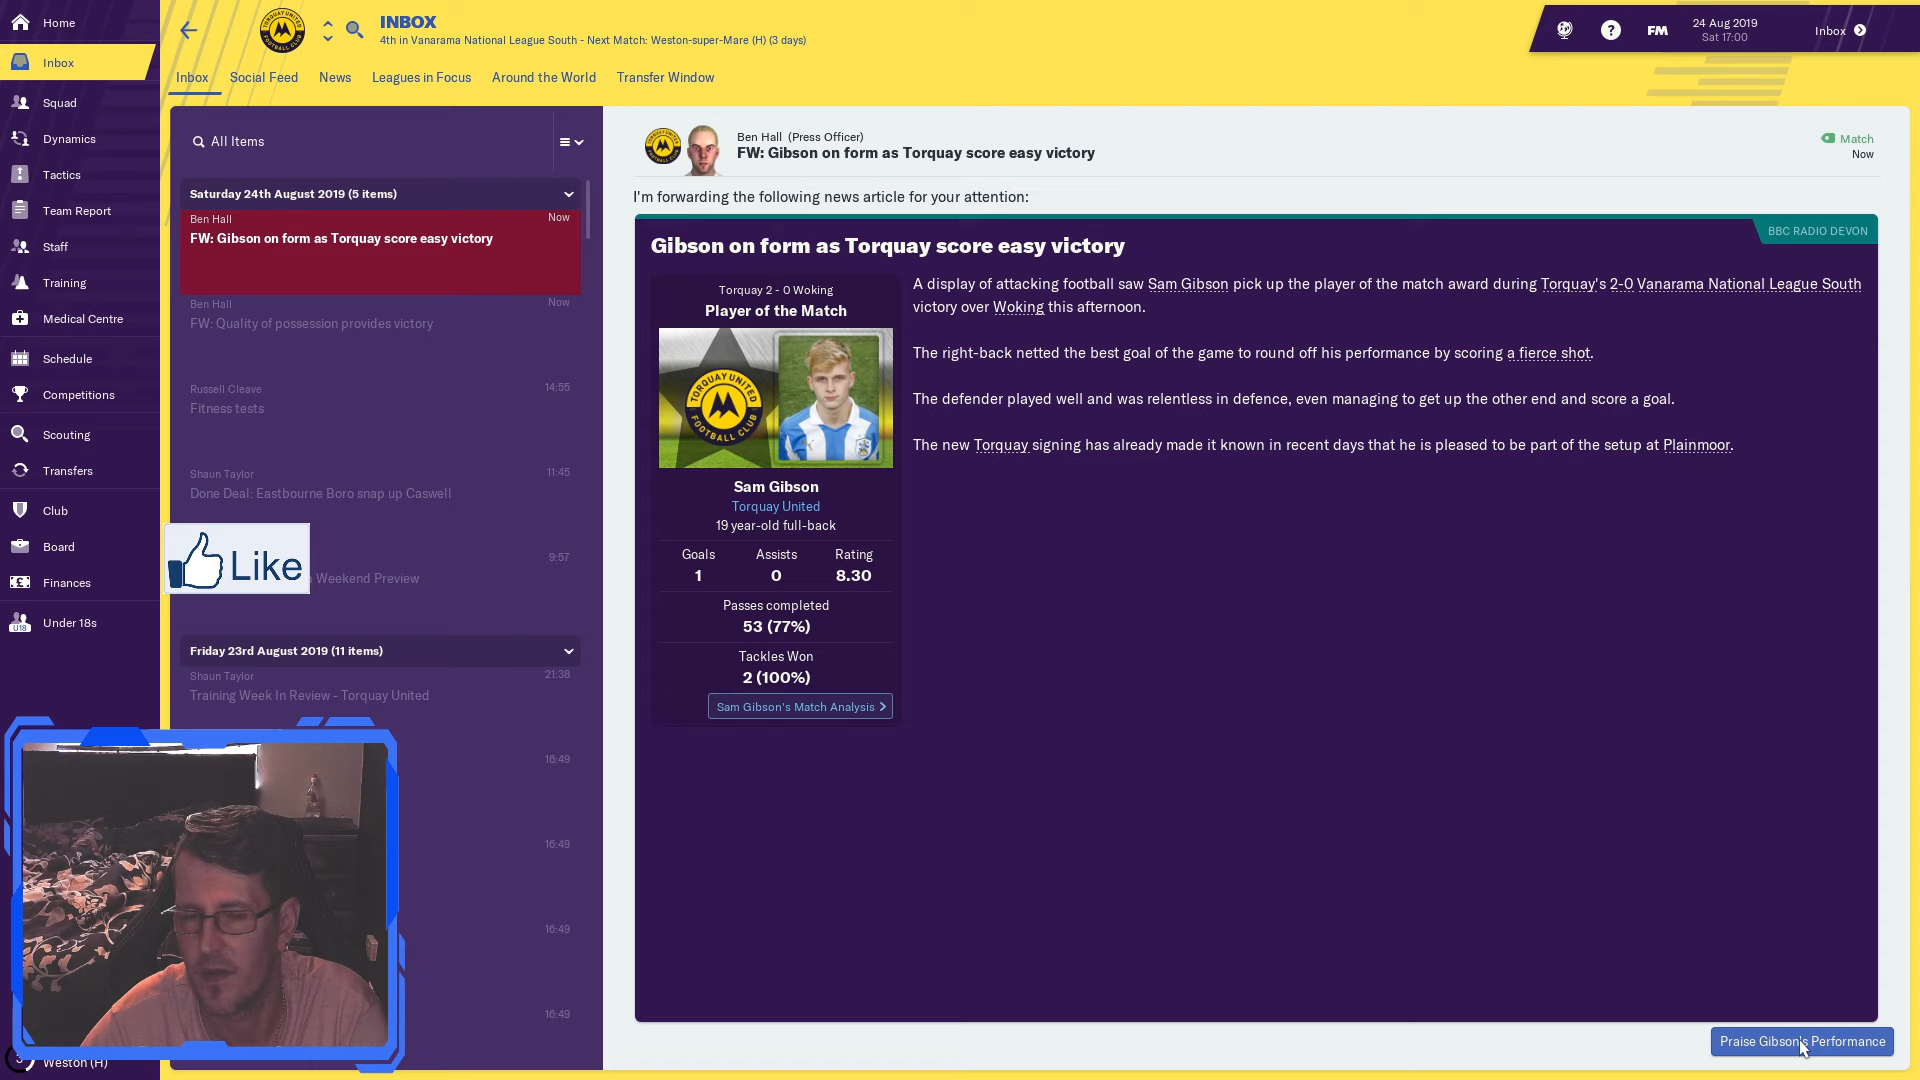 Home
Inbox
Squad
Dynamics
Tactics
Team Report
Staff
Training
Medical Centre
Schedule
Competitions
Scouting
Transfers
Club
Board
Finances
Under 18s
U18
Weston (H)
INBOX
4th in Vanarama National League South - Next Match: Weston-super-Mare (H) (3 days)
FM
24 Aug 2019
Sat 17:00
Inbox
Inbox Social Feed News Leagues in Focus Around the World Transfer Window
All Items
Saturday 24th August 2019 (5 items)
Ben Hall Now
FW: Gibson on form as Torquay score easy victory
Ben Hall Now
FW: Quality of possession provides victory
Russell Cleave 14:55
Fitness tests
Shaun Taylor 11:45
Done Deal: Eastbourne Boro snap up Caswell
9:57
Weekend Preview
Like
Friday 23rd August 2019 (11 items)
Shaun Taylor 21:38
Training Week In Review - Torquay United
16:49
16:49
16:49
16:49
Ben Hall (Press Officer)
FW: Gibson on form as Torquay score easy victory
Match
Now
I'm forwarding the following news article for your attention:
BBC RADIO DEVON
Gibson on form as Torquay score easy victory
Torquay 2 - 0 Woking
Player of the Match
TORQUAY UNITED
FOOTBALL CLUB
Sam Gibson
Torquay United
19 year-old full-back
Goals Assists Rating
1 0 8.30
Passes completed
53 (77%)
Tackles Won
2 (100%)
Sam Gibson's Match Analysis
A display of attacking football saw Sam Gibson pick up the player of the match award during Torquay's 2-0 Vanarama National League South
victory over Woking this afternoon.
The right-back netted the best goal of the game to round off his performance by scoring a fierce shot.
The defender played well and was relentless in defence, even managing to get up the other end and score a goal.
The new Torquay signing has already made it known in recent days that he is pleased to be part of the setup at Plainmoor.
Praise Gibson's Performance